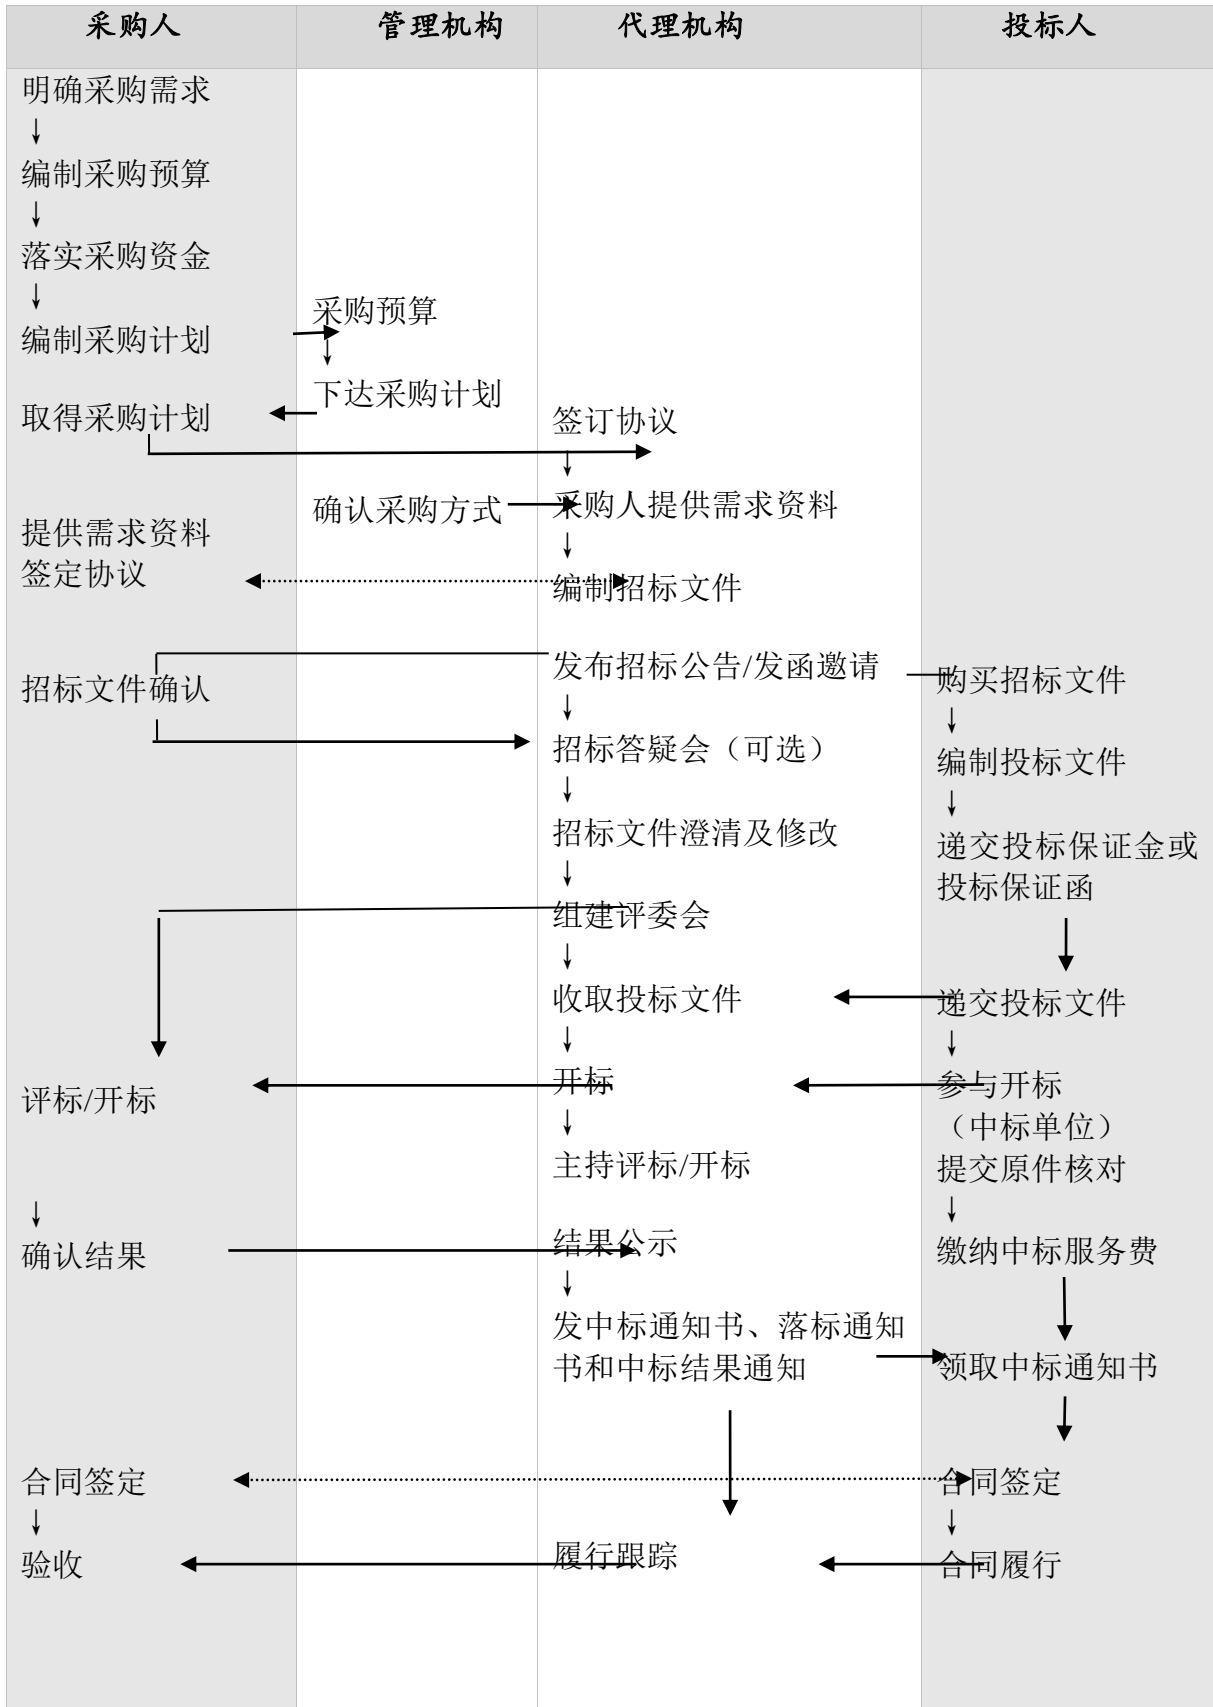 采购人
管理机构
代理机构
投标人
明确采购需求
↓
编制采购预算
↓
落实采购资金
↓
编制采购计划
取得采购计划
提供需求资料
签定协议
招标文件确认
评标/开标
↓
确认结果
合同签定
↓
验收
采购预算
↓
下达采购计划
确认采购方式
签订协议
↓
采购人提供需求资料
↓
编制招标文件
发布招标公告/发函邀请
↓
招标答疑会（可选）
↓
招标文件澄清及修改
↓
组建评委会
↓
收取投标文件
↓
开标
↓
主持评标/开标
结果公示
↓
发中标通知书、落标通知
书和中标结果通知
履行跟踪
购买招标文件
↓
编制投标文件
↓
递交投标保证金或
投标保证函
递交投标文件
↓
参与开标
（中标单位）
提交原件核对
↓
缴纳中标服务费
领取中标通知书
合同签定
↓
合同履行